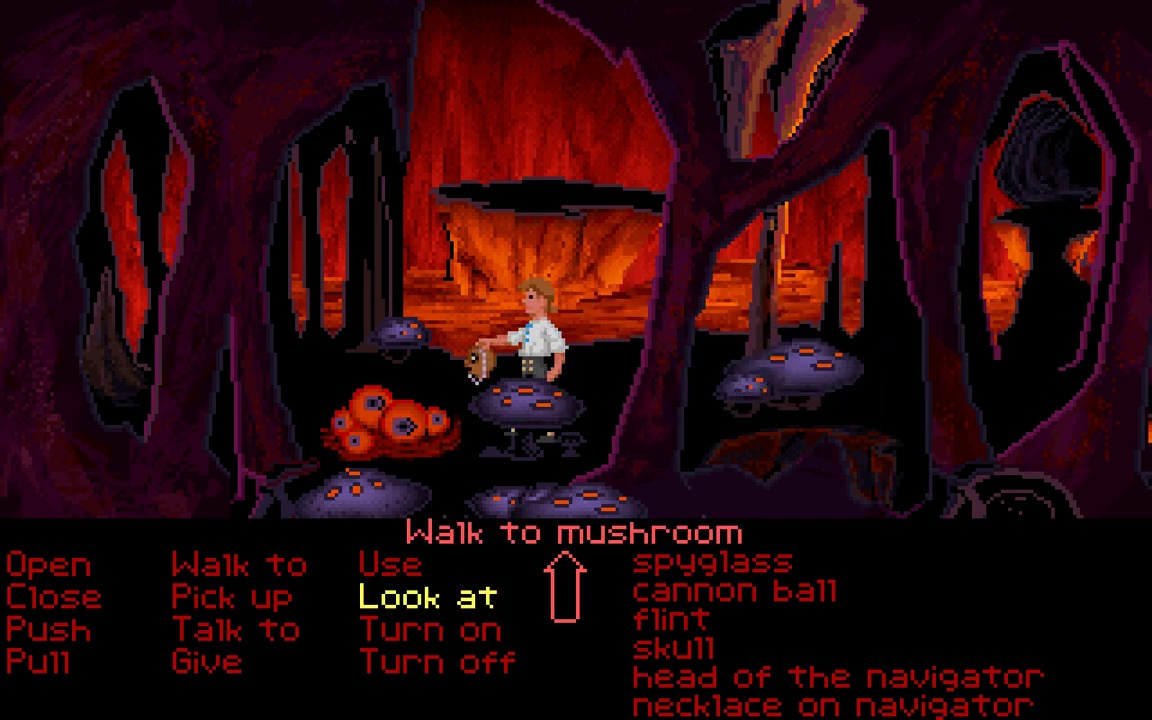 Walk to mushroom
Open Walk to Use
Close Pick up Look at
Push Talk to Turn on
Pull Give Turn off
spyglass
cannon ball
flint
skull
head of the navigator
necklace on navigator